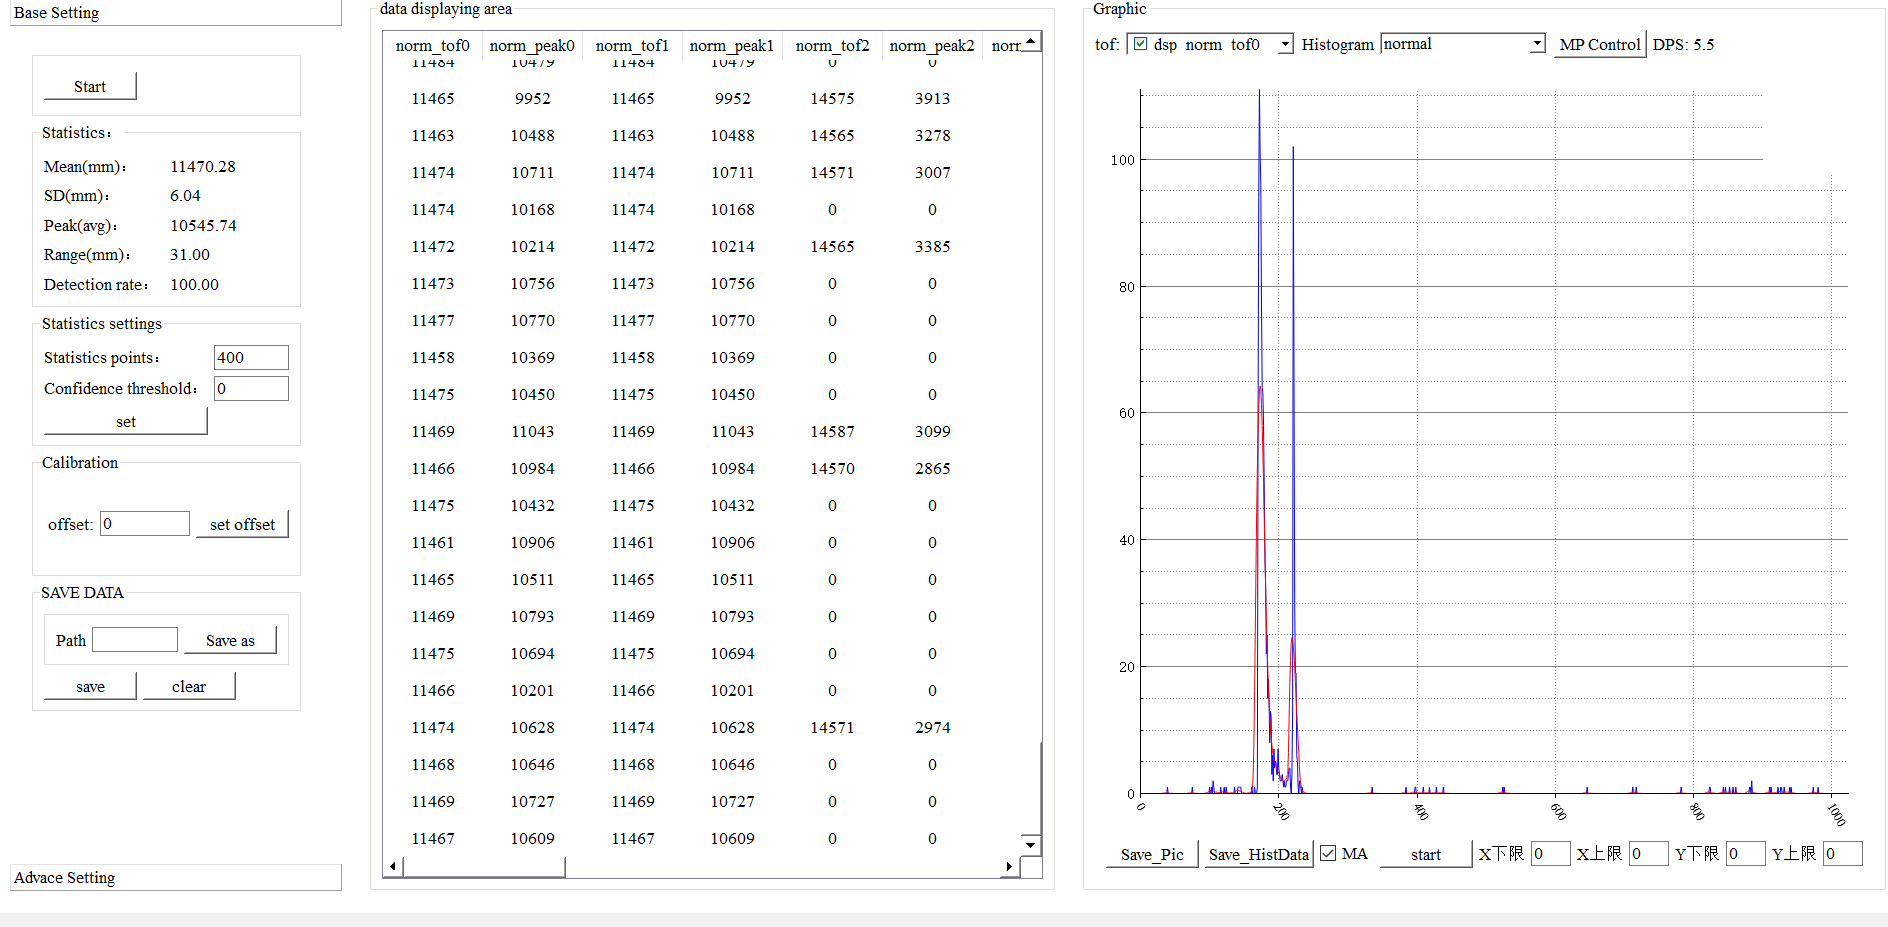 Base Setting
Start
Statistics：
Mean(mm)： 11470.28
SD(mm)： 6.04
Peak(avg)： 10545.74
Range(mm)： 31.00
Detection rate： 100.00
Statistics settings
Statistics points： 400
Confidence threshold： 0
set
Calibration
offset: 0 set offset
SAVE DATA
Path Save as
save clear
Advace Setting
data displaying area
norm_tof0 norm_peak0 norm_tof1 norm_peak1 norm_tof2 norm_peak2 norr
11484 10479 11484 10479 0 0
11465 9952 11465 9952 14575 3913
11463 10488 11463 10488 14565 3278
11474 10711 11474 10711 14571 3007
11474 10168 11474 10168 0 0
11472 10214 11472 10214 14565 3385
11473 10756 11473 10756 0 0
11477 10770 11477 10770 0 0
11458 10369 11458 10369 0 0
11475 10450 11475 10450 0 0
11469 11043 11469 11043 14587 3099
11466 10984 11466 10984 14570 2865
11475 10432 11475 10432 0 0
11461 10906 11461 10906 0 0
11465 10511 11465 10511 0 0
11469 10793 11469 10793 0 0
11475 10694 11475 10694 0 0
11466 10201 11466 10201 0 0
11474 10628 11474 10628 14571 2974
11468 10646 11468 10646 0 0
11469 10727 11469 10727 0 0
11467 10609 11467 10609 0 0
Graphic
tof: dsp norm tof0 Histogram normal MP Control DPS: 5.5
100
80
60
40
20
0
0 200 400 600 800 1000
Save_Pic Save_HistData MA start X下限 0 X上限 0 Y下限 0 Y上限 0